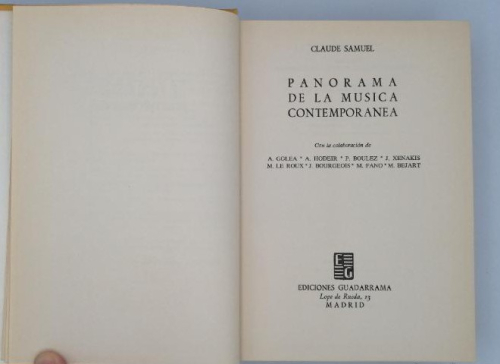 CLAUDE SAMUEL
PANORAMA
DE LA MUSICA
CONTEMPORANEA
Con la colaboración de
A. GOLEA * A. HODEIR * P. BOULEZ * J. XENAKIS
M. LE ROUX * J. BOURGEOIS * M. FANO * M. BEJART
E G
EDICIONES GUADARRAMA
Lope de Rueda, 13
MADRID